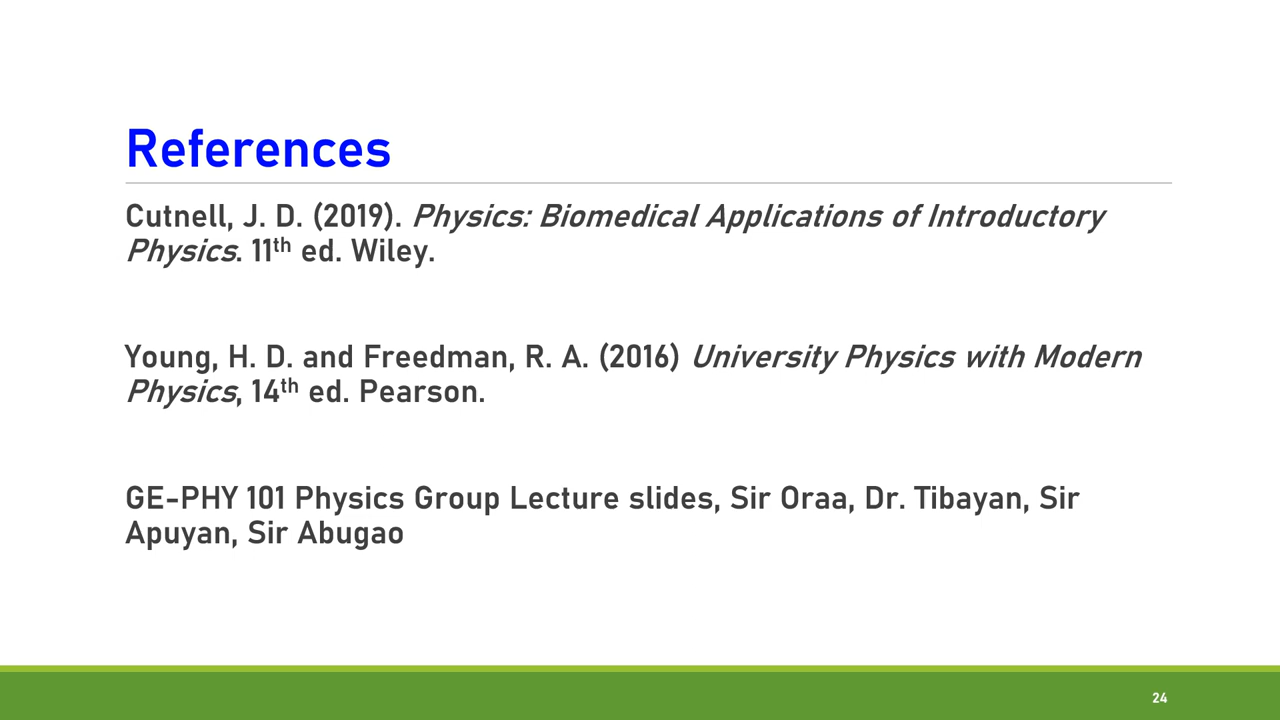 References
Cutnell, J. D. (2019). Physics: Biomedical Applications of Introductory
Physics. 11th ed. Wiley.
Young, H. D. and Freedman, R. A. (2016) University Physics with Modern
Physics, 14th ed. Pearson.
GE-PHY 101 Physics Group Lecture slides, Sir Oraa, Dr. Tibayan, Sir
Apuyan, Sir Abugao
24